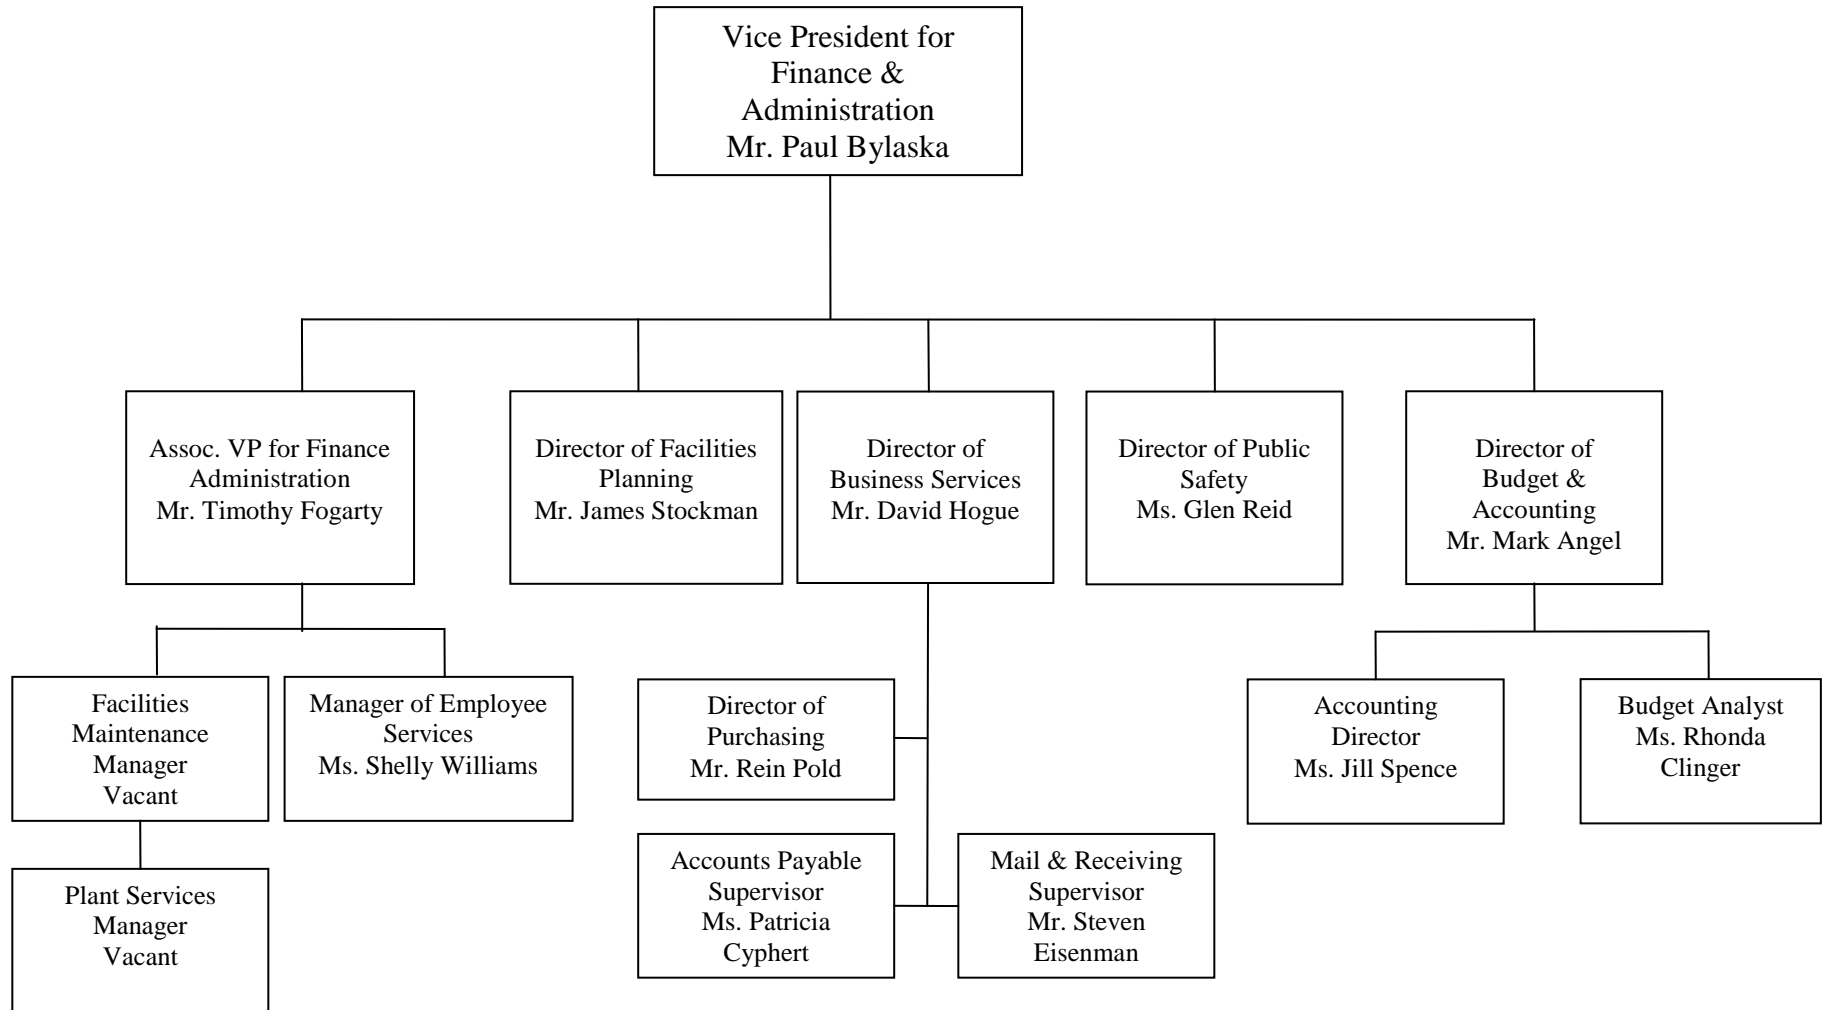 Vice President for
Finance &
Administration
Mr. Paul Bylaska
Assoc. VP for Finance
Administration
Mr. Timothy Fogarty
Director of Facilities
Planning
Mr. James Stockman
Director of
Business Services
Mr. David Hogue
Director of Public
Safety
Ms. Glen Reid
Director of
Budget &
Accounting
Mr. Mark Angel
Facilities
Maintenance
Manager
Vacant
Manager of Employee
Services
Ms. Shelly Williams
Director of
Purchasing
Mr. Rein Pold
Accounting
Director
Ms. Jill Spence
Budget Analyst
Ms. Rhonda
Clinger
Plant Services
Manager
Vacant
Accounts Payable
Supervisor
Ms. Patricia
Cyphert
Mail & Receiving
Supervisor
Mr. Steven
Eisenman